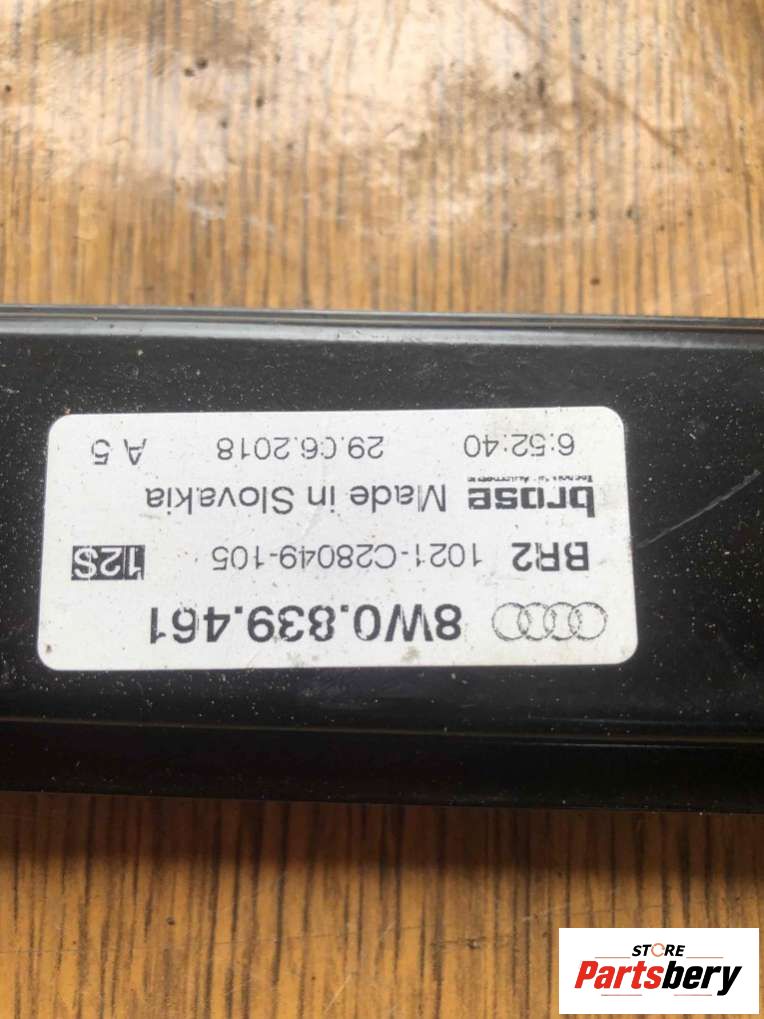 8W0.839.461
BR2 1021-C28049-105 12S
brose Made in Slovakia
6:52:40 29.06.2018 A 5
STORE
Partsbery